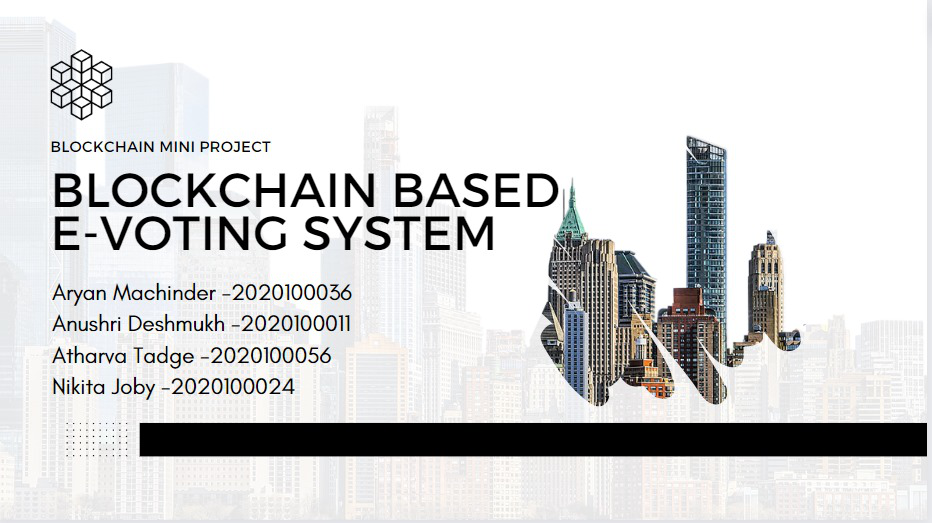 BLOCKCHAIN MINI PROJECT
BLOCKCHAIN BASED
E-VOTING SYSTEM
Aryan Machinder -2020100036
Anushri Deshmukh -2020100011
Atharva Tadge -2020100056
Nikita Joby -2020100024